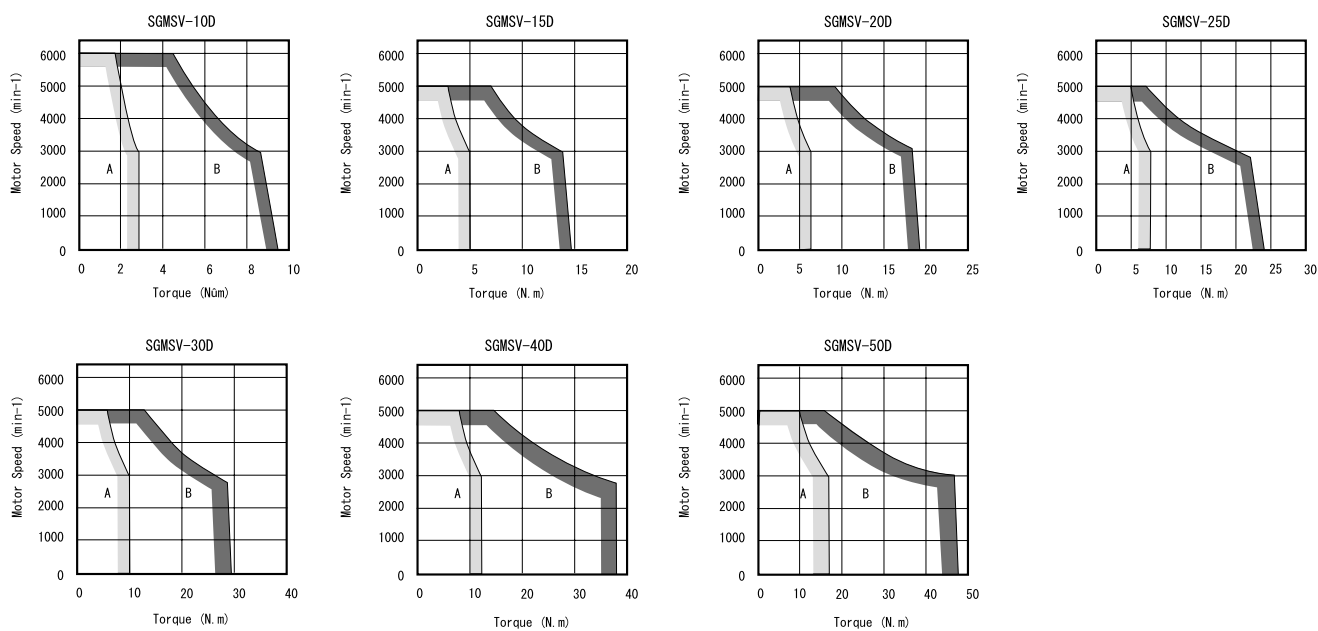 SGMSV-10D
Motor Speed (min-1)
6000
5000
4000
3000
2000
1000
0
A
B
0 2 4 6 8 10
Torque (Nûm)
SGMSV-15D
Motor Speed (min-1)
6000
5000
4000
3000
2000
1000
0
A
B
0 5 10 15 20
Torque (N.m)
SGMSV-20D
Motor Speed (min-1)
6000
5000
4000
3000
2000
1000
0
A
B
0 5 10 15 20 25
Torque (N.m)
SGMSV-25D
Motor Speed (min-1)
6000
5000
4000
3000
2000
1000
0
A
B
0 5 10 15 20 25 30
Torque (N.m)
SGMSV-30D
Motor Speed (min-1)
6000
5000
4000
3000
2000
1000
0
A
B
0 10 20 30 40
Torque (N.m)
SGMSV-40D
Motor Speed (min-1)
6000
5000
4000
3000
2000
1000
0
A
B
0 10 20 30 40
Torque (N.m)
SGMSV-50D
Motor Speed (min-1)
6000
5000
4000
3000
2000
1000
0
A
B
0 10 20 30 40 50
Torque (N.m)